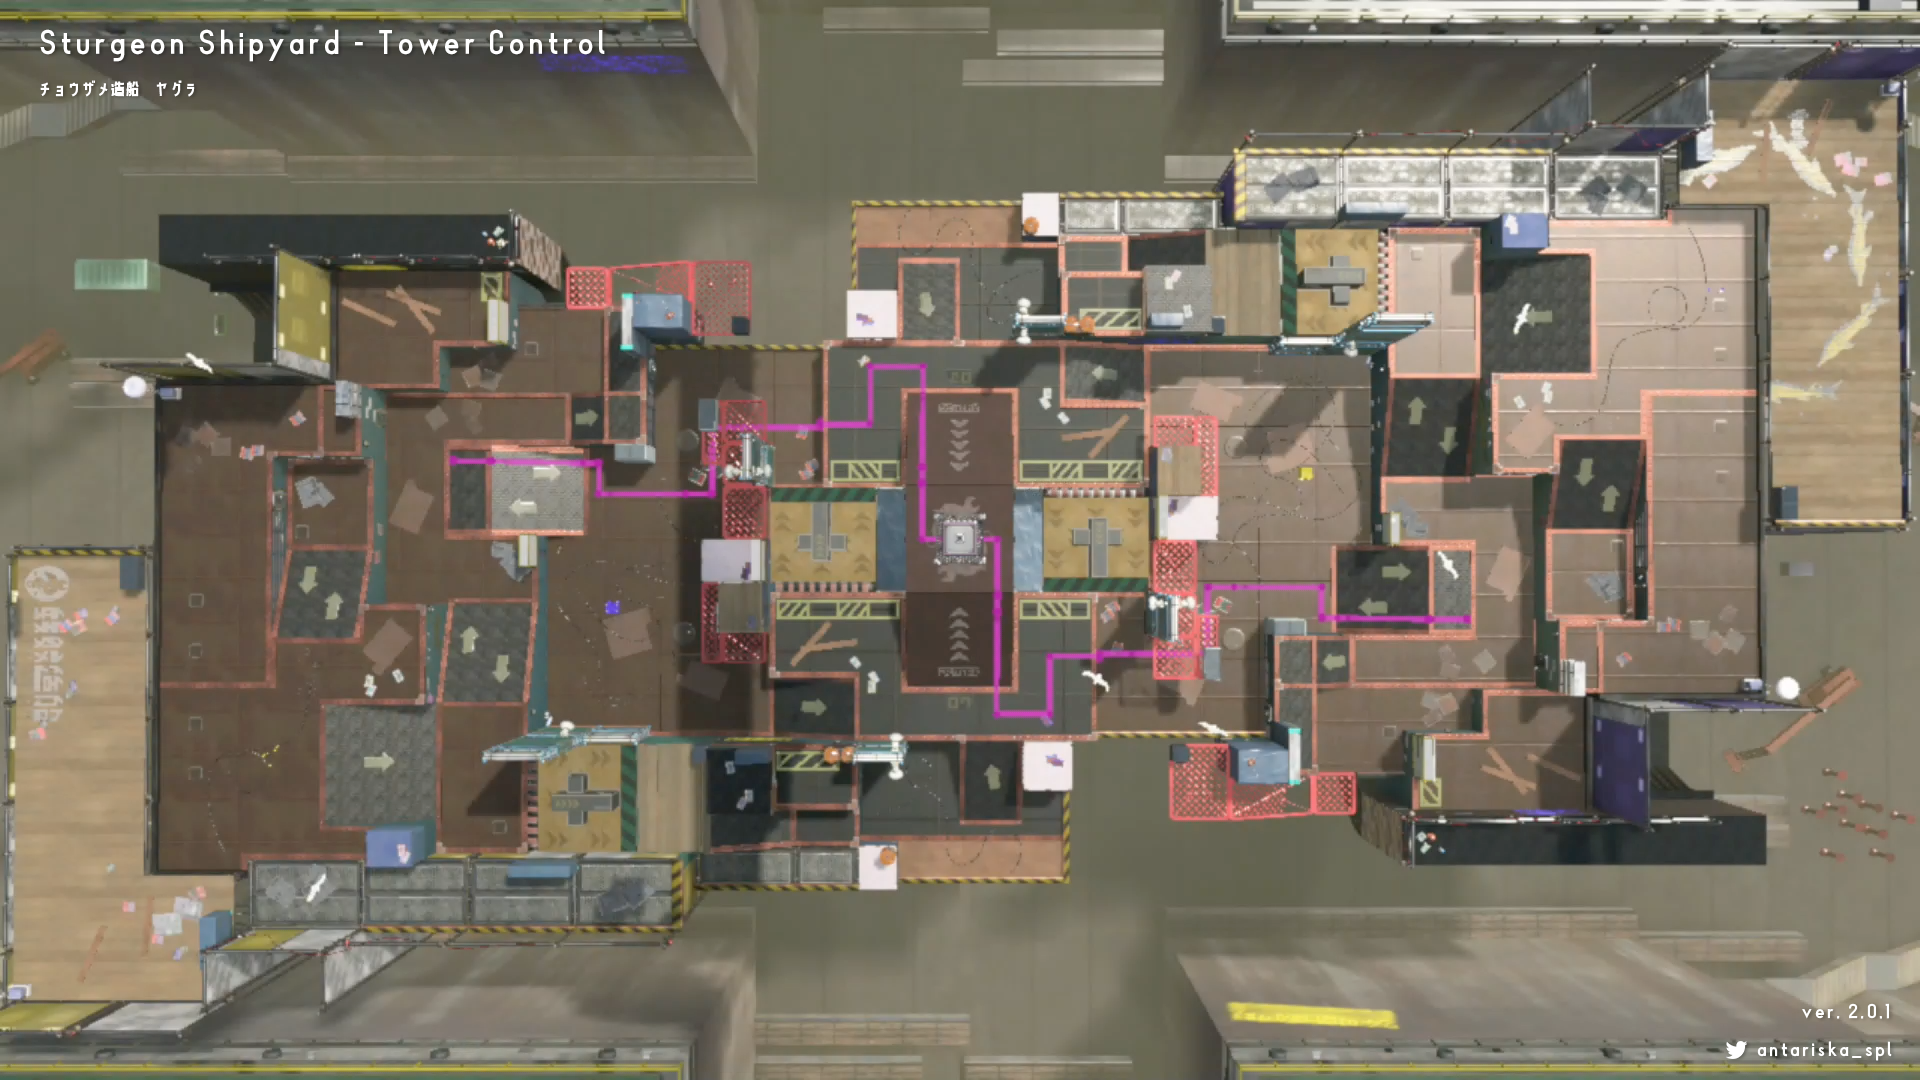 Sturgeon Shipyard - Tower Control
チョウザメ造船 ヤグラ
ver. 2.0.1
antariska_spl